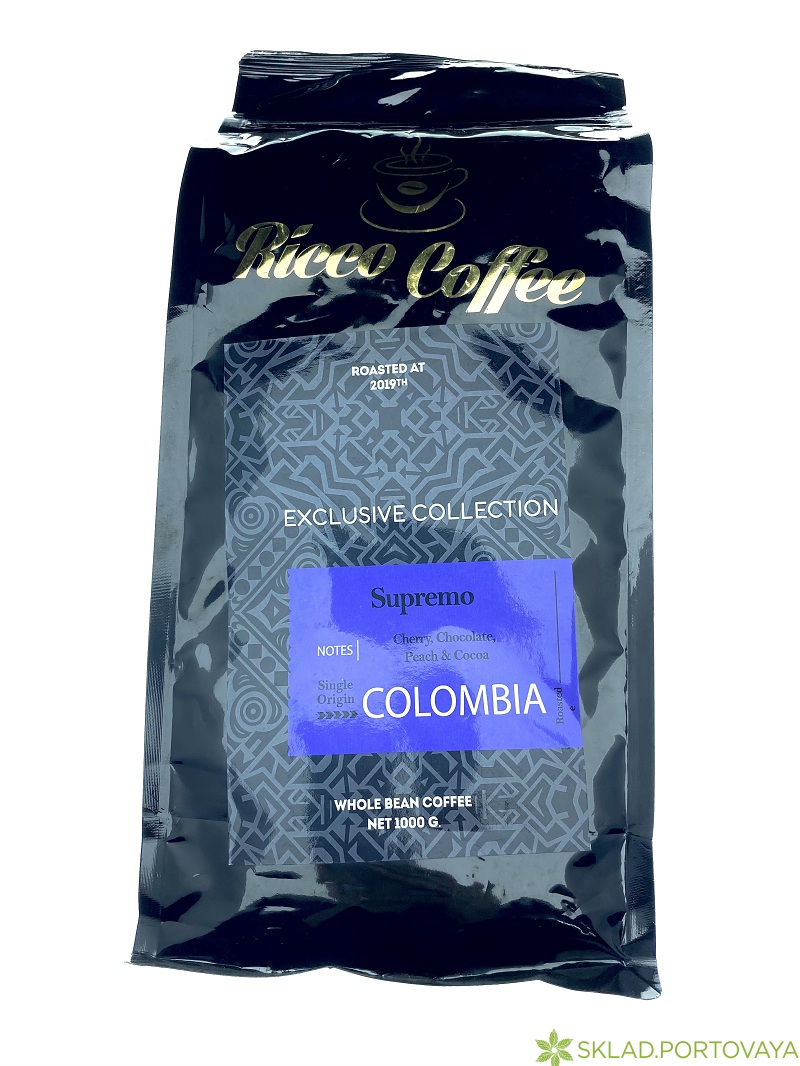 Ricco Coffee
ROASTED AT
2019TH
EXCLUSIVE COLLECTION
Supremo
NOTES
Cherry, Chocolate,
Peach & Cocoa
Single
Origin
COLOMBIA
Roasted
WHOLE BEAN COFFEE
NET 1000 G.
SKLAD.PORTOVAYA